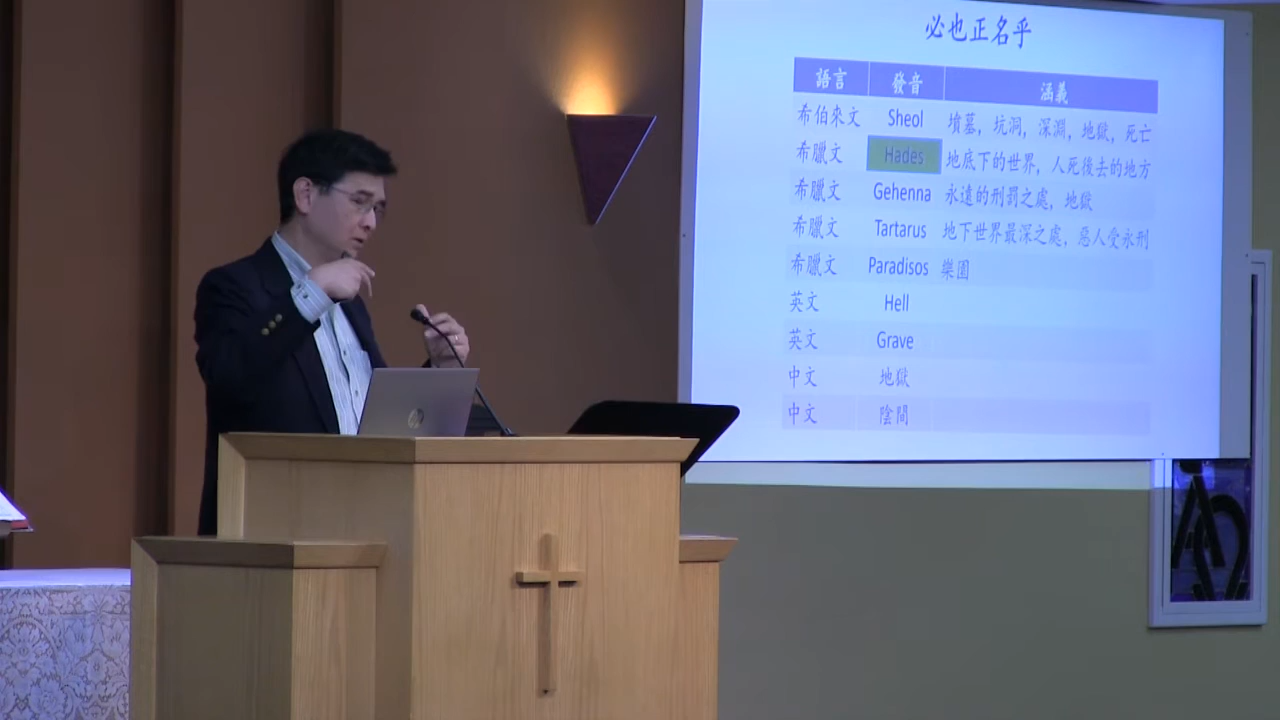 必也正名乎
語言 發音 涵義
希伯來文 Sheol 墳墓，坑洞，深淵，地獄，死亡
希臘文 Hades 地底下的世界，人死後去的地方
希臘文 Gehenna 永遠的刑罰之處，地獄
希臘文 Tartarus 地下世界最深之處，惡人受永刑
希臘文 Paradisos 樂園
英文 Hell
英文 Grave
中文 地獄
中文 陰間
hp
ΑΩ